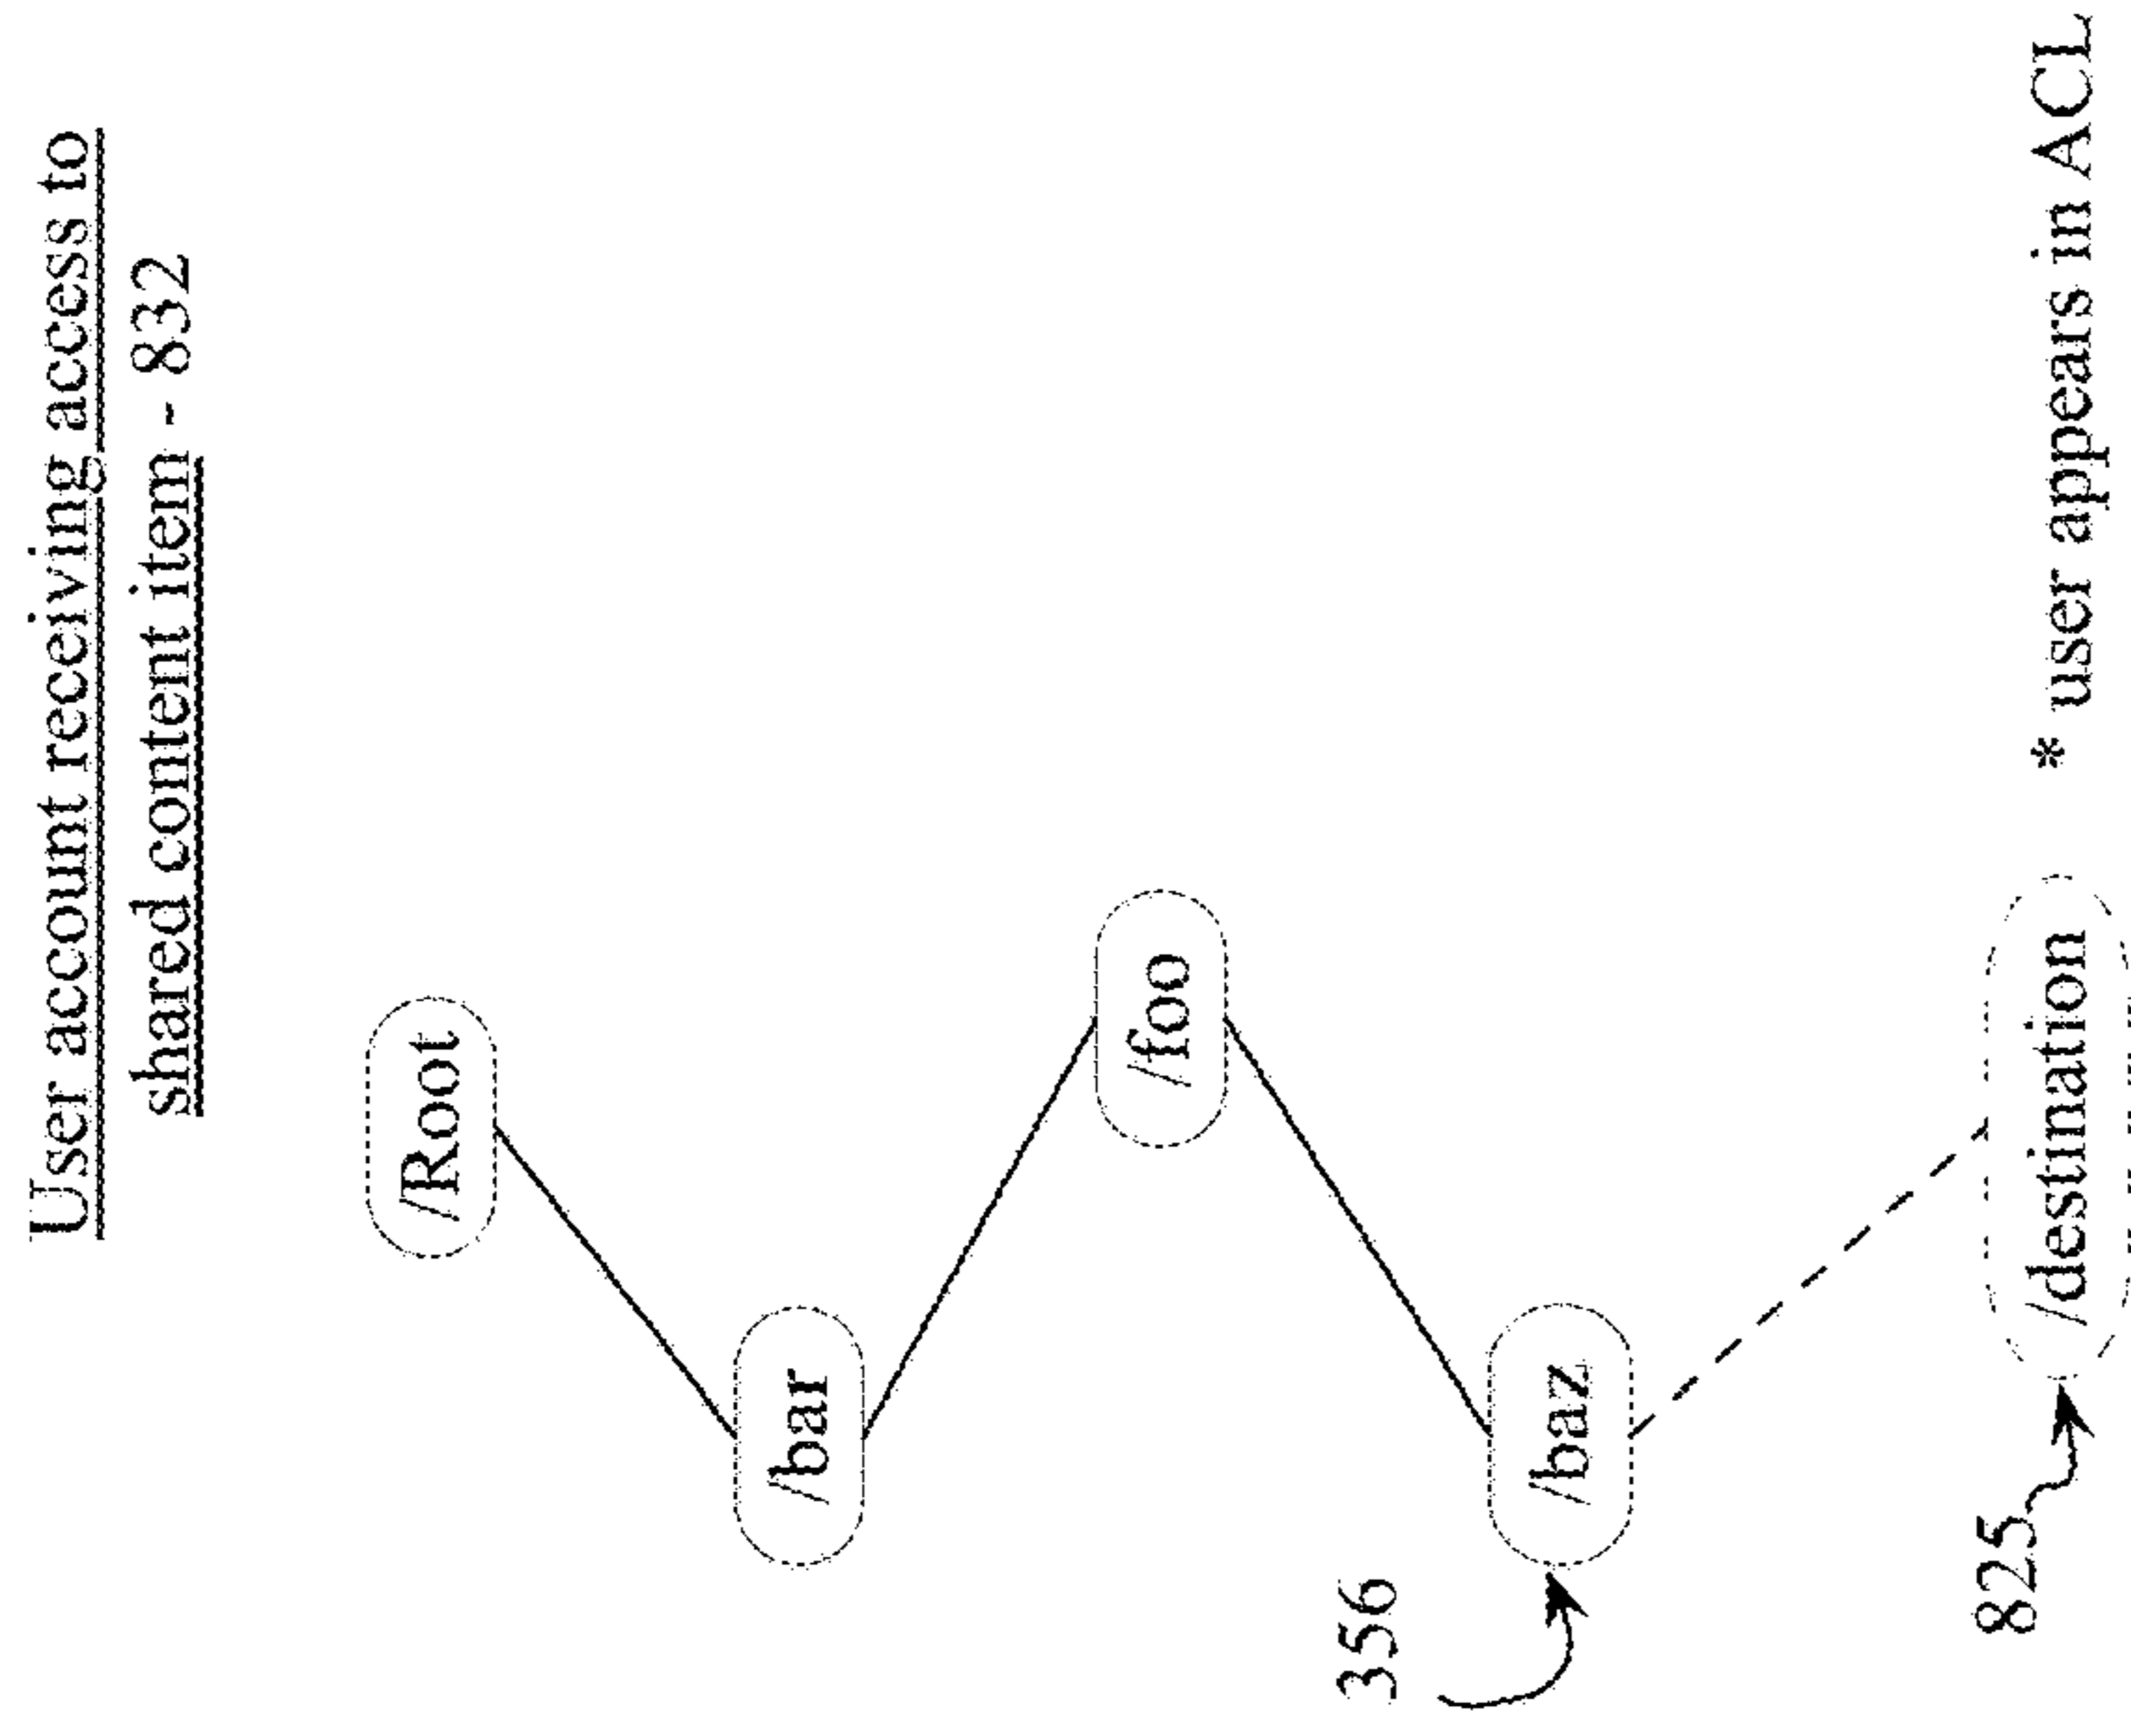 User account receiving access to
shared content item - 832
/Root
/bar
/foo
356
/baz
825
/destination
* user appears in ACL